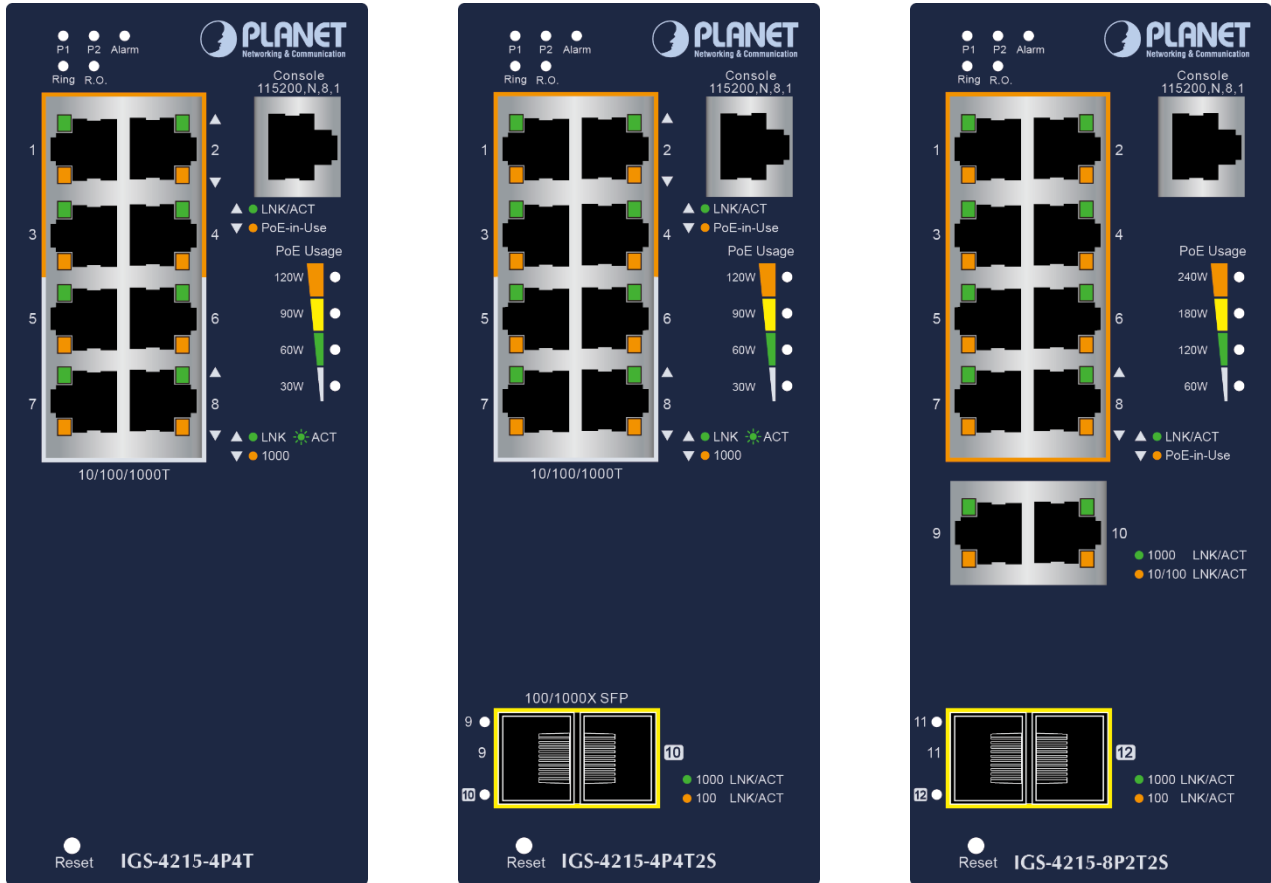 P1 P2 Alarm
PLANET
Networking & Communication
Ring R.O.
Console
115200,N,8,1
1 2
LNK/ACT
3 4
PoE-in-Use
PoE Usage
120W
90W
5 6
60W
30W
7 8
LNK ACT
1000
10/100/1000T
Reset IGS-4215-4P4T
P1 P2 Alarm
PLANET
Networking & Communication
Ring R.O.
Console
115200,N,8,1
1 2
LNK/ACT
3 4
PoE-in-Use
PoE Usage
120W
90W
5 6
60W
30W
7 8
LNK ACT
1000
10/100/1000T
100/1000X SFP
9
9 10
1000 LNK/ACT
10
100 LNK/ACT
Reset IGS-4215-4P4T2S
P1 P2 Alarm
PLANET
Networking & Communication
Ring R.O.
Console
115200,N,8,1
1 2
3 4
PoE Usage
240W
180W
5 6
120W
60W
7 8
LNK/ACT
PoE-in-Use
9 10
1000 LNK/ACT
10/100 LNK/ACT
11
11 12
1000 LNK/ACT
12
100 LNK/ACT
Reset IGS-4215-8P2T2S